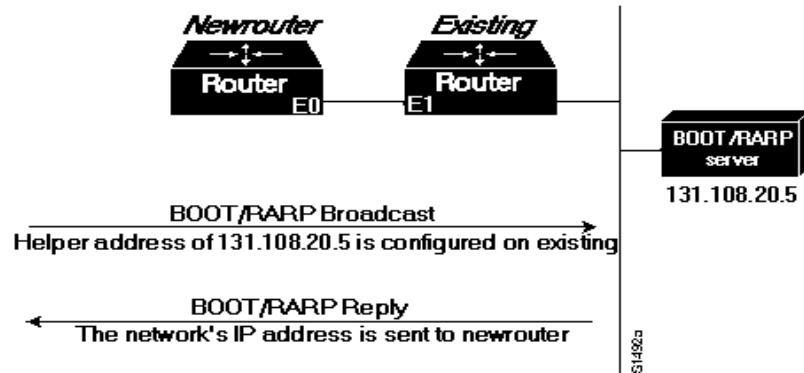 Newrouter
Existing
Router
E0
E1
Router
BOOT/RARP
server
131.108.20.5
BOOT/RARP Broadcast
Helper address of 131.108.20.5 is configured on existing
BOOT/RARP Reply
The network's IP address is sent to newrouter
S1492a